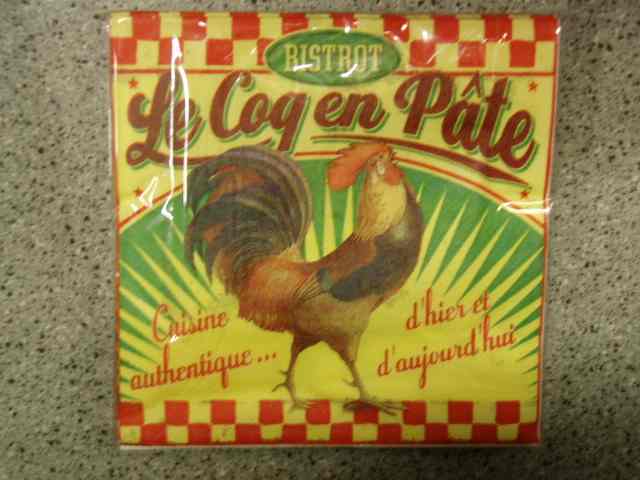 BISTROT
Le Coq en Pâte
Cuisine
authentique...
d'hier et
d'aujourd'hui